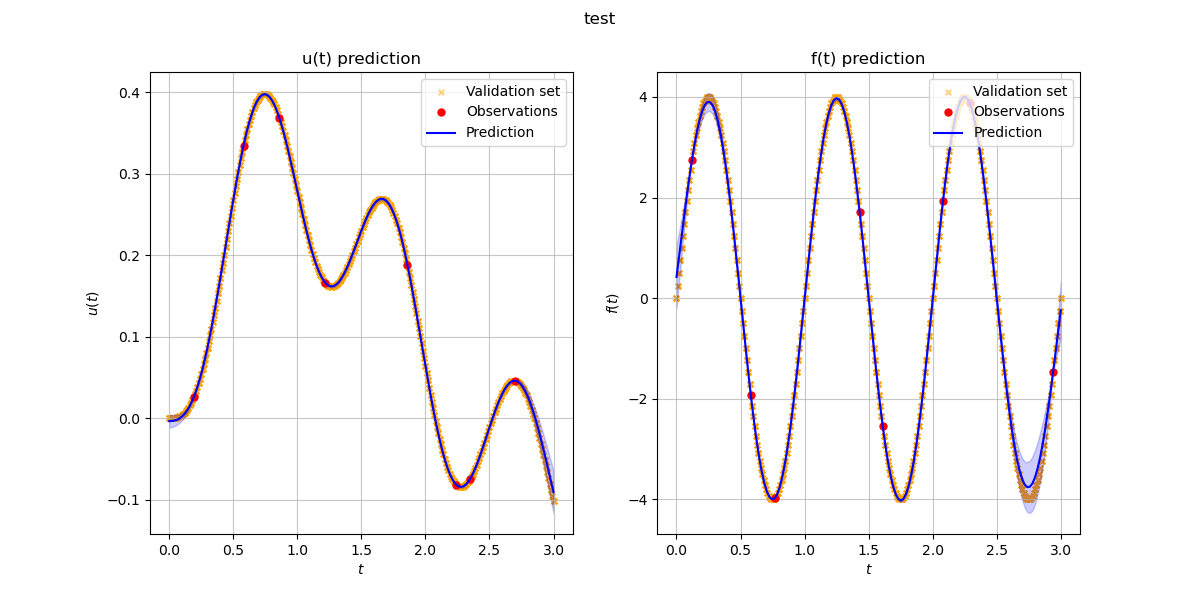 test
u(t) prediction
Validation set
Observations
Prediction
0.4
0.3
0.2
0.1
0.0
−0.1
u(t)
0.0 0.5 1.0 1.5 2.0 2.5 3.0
t
f(t) prediction
Validation set
Observations
Prediction
4
2
0
−2
−4
f(t)
0.0 0.5 1.0 1.5 2.0 2.5 3.0
t